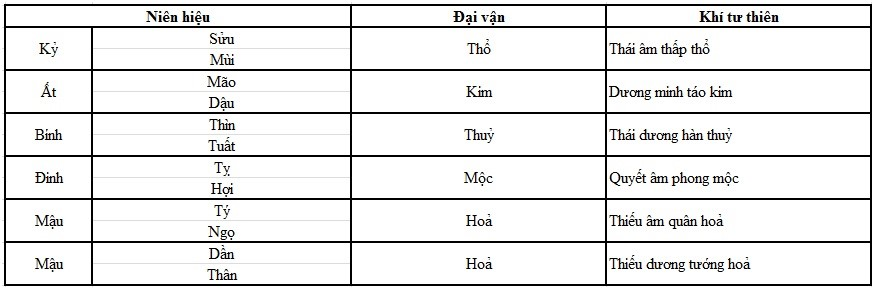 Niên hiệu Đại vận Khí tư thiên
Kỷ Sửu Thổ Thái âm thấp thổ
Mùi
Ất Mão Kim Dương minh táo kim
Dậu
Bính Thìn Thuỷ Thái dương hàn thuỷ
Tuất
Đinh Tỵ Mộc Quyết âm phong mộc
Hợi
Mậu Tý Hoả Thiếu âm quân hoả
Ngọ
Mậu Dần Hoả Thiếu dương tướng hoả
Thân